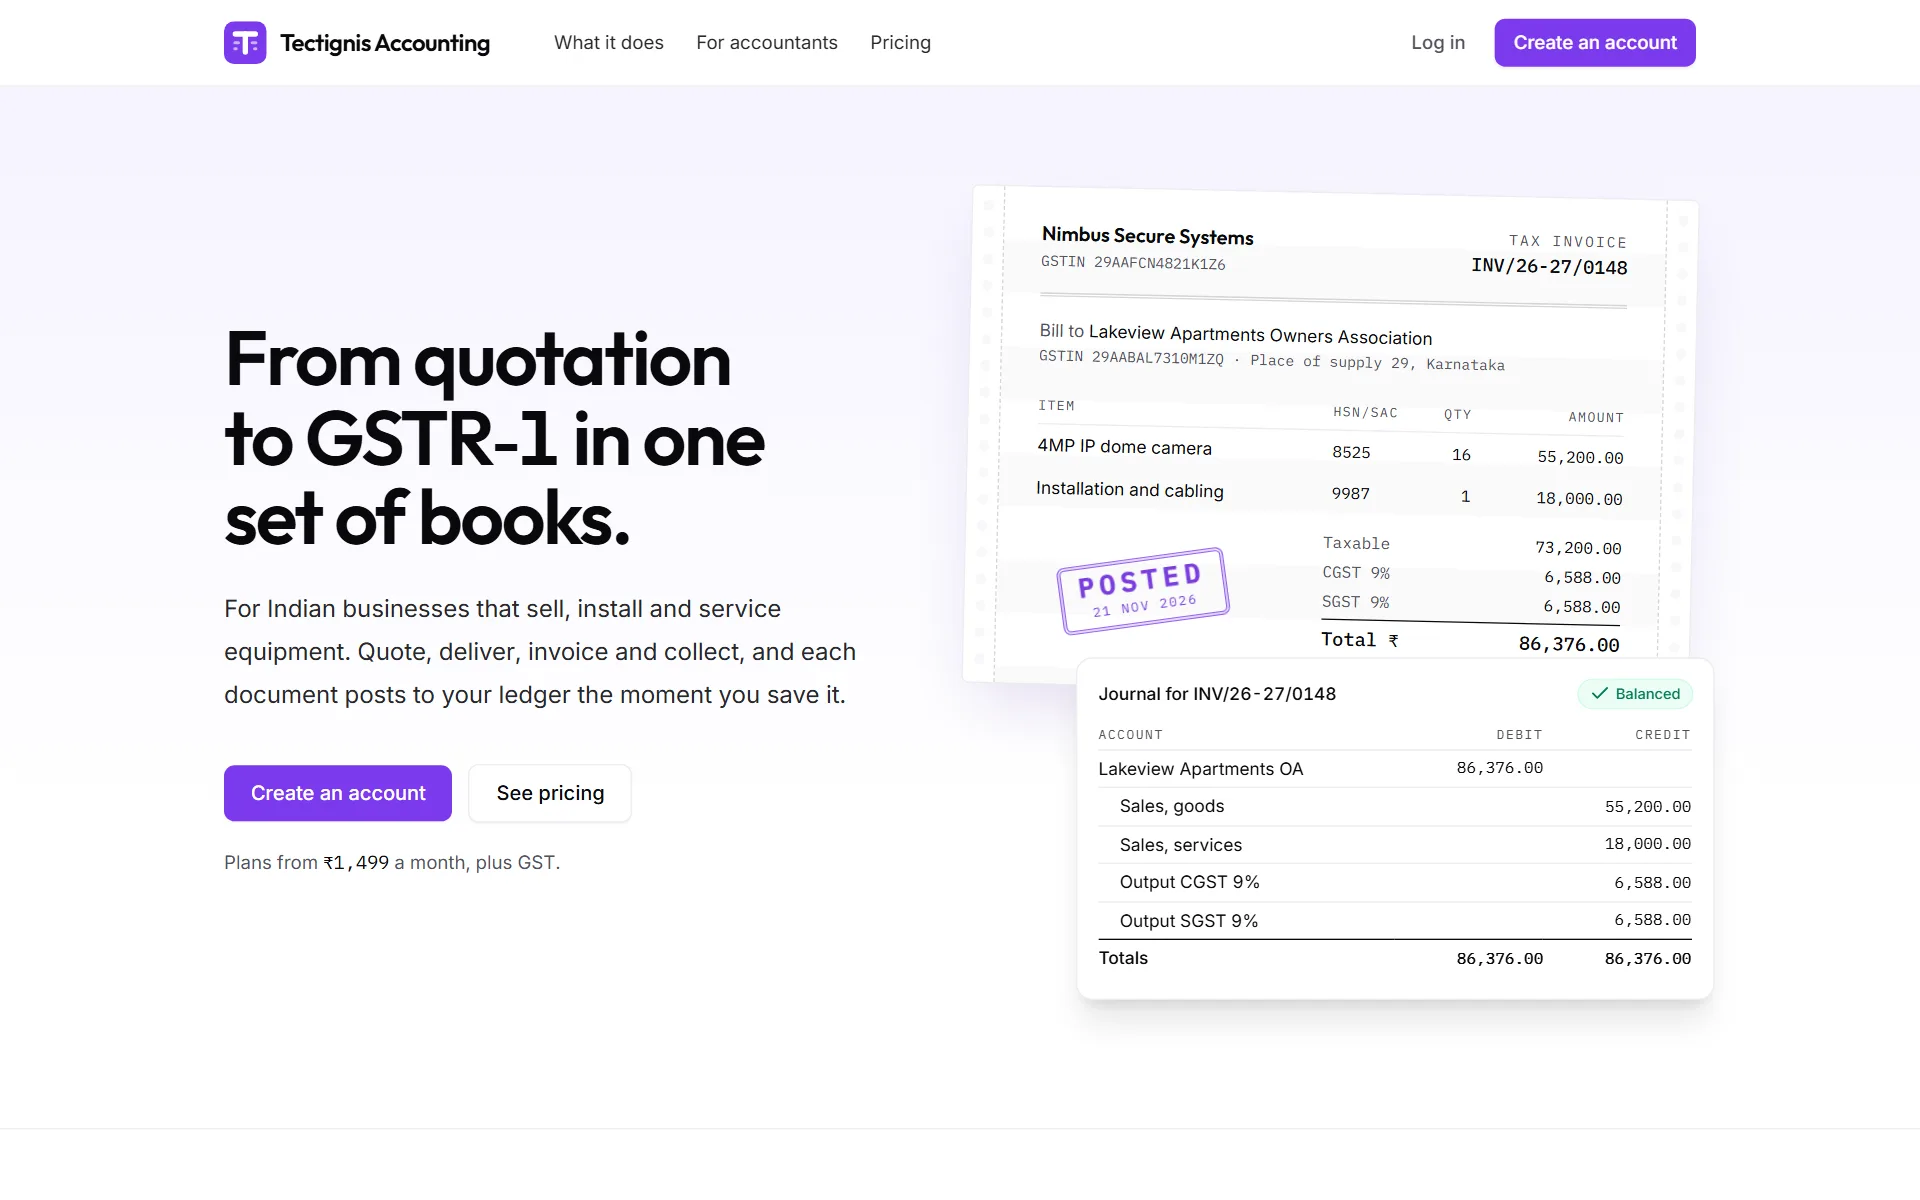 Tectignis Accounting
What it does
For accountants
Pricing
Log in
Create an account
From quotation
to GSTR-1 in one
set of books.
For Indian businesses that sell, install and service
equipment. Quote, deliver, invoice and collect, and each
document posts to your ledger the moment you save it.
Create an account
See pricing
Plans from ₹1,499 a month, plus GST.
Nimbus Secure Systems
GSTIN 29AAFCN4821K1Z6
TAX INVOICE
INV/26-27/0148
Bill to Lakeview Apartments Owners Association
GSTIN 29AABAL7310M1ZQ · Place of supply 29, Karnataka
ITEM HSN/SAC QTY AMOUNT
4MP IP dome camera 8525 16 55,200.00
Installation and cabling 9987 1 18,000.00
Taxable 73,200.00
CGST 9% 6,588.00
SGST 9% 6,588.00
Total ₹ 86,376.00
POSTED
21 NOV 2026
Journal for INV/26-27/0148
Balanced
ACCOUNT DEBIT CREDIT
Lakeview Apartments OA 86,376.00
Sales, goods 55,200.00
Sales, services 18,000.00
Output CGST 9% 6,588.00
Output SGST 9% 6,588.00
Totals 86,376.00 86,376.00